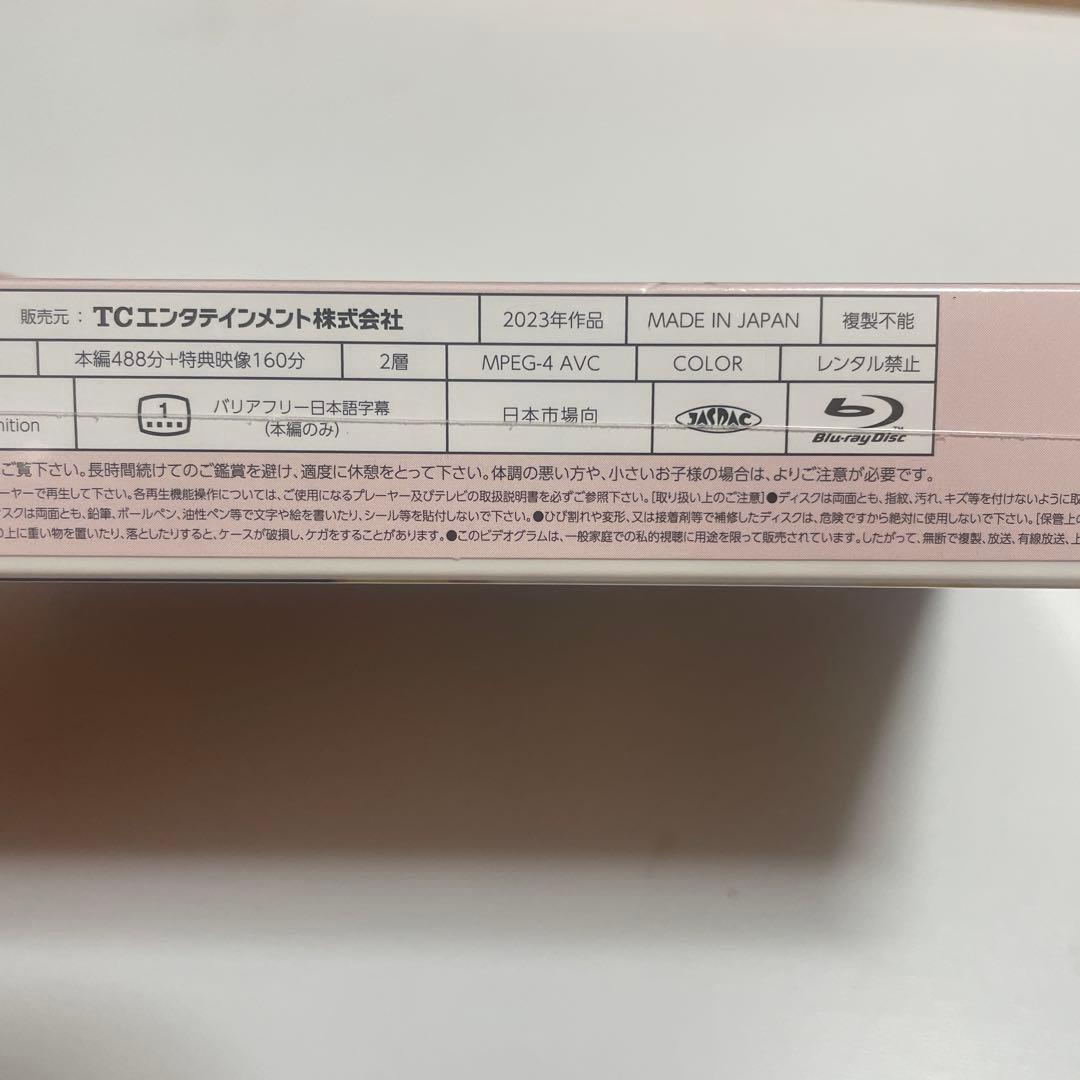 販売元：TCエンタテインメント株式会社 2023年作品 MADE IN JAPAN 複製不能
本編488分+特典映像160分 2層 MPEG-4 AVC COLOR レンタル禁止
nition 1 バリアフリー日本語字幕 日本市場向 JASRAC Blu-ray Disc™
(本編のみ)
ご覧下さい。長時間続けてのご鑑賞を避け、適度に休憩をとって下さい。体調の悪い方や、小さいお子様の場合は、よりご注意が必要です。
ーヤーで再生して下さい。各再生機能操作については、ご使用になるプレーヤー及びテレビの取扱説明書を必ずご参照下さい。[取り扱い上のご注意]●ディスクは両面とも、指紋、汚れ、キズ等を付けないように取
スクは両面とも、鉛筆、ボールペン、油性ペン等で文字や絵を書いたり、シール等を貼付しないで下さい。●ひび割れや変形、又は接着剤等で補修したディスクは、危険ですから絶対に使用しないで下さい。[保管上の
の上に重い物を置いたり、落としたりすると、ケースが破損し、ケガをすることがあります。●このビデオグラムは、一般家庭での私的視聴に用途を限って販売されています。したがって、無断で複製、放送、有線放送、上